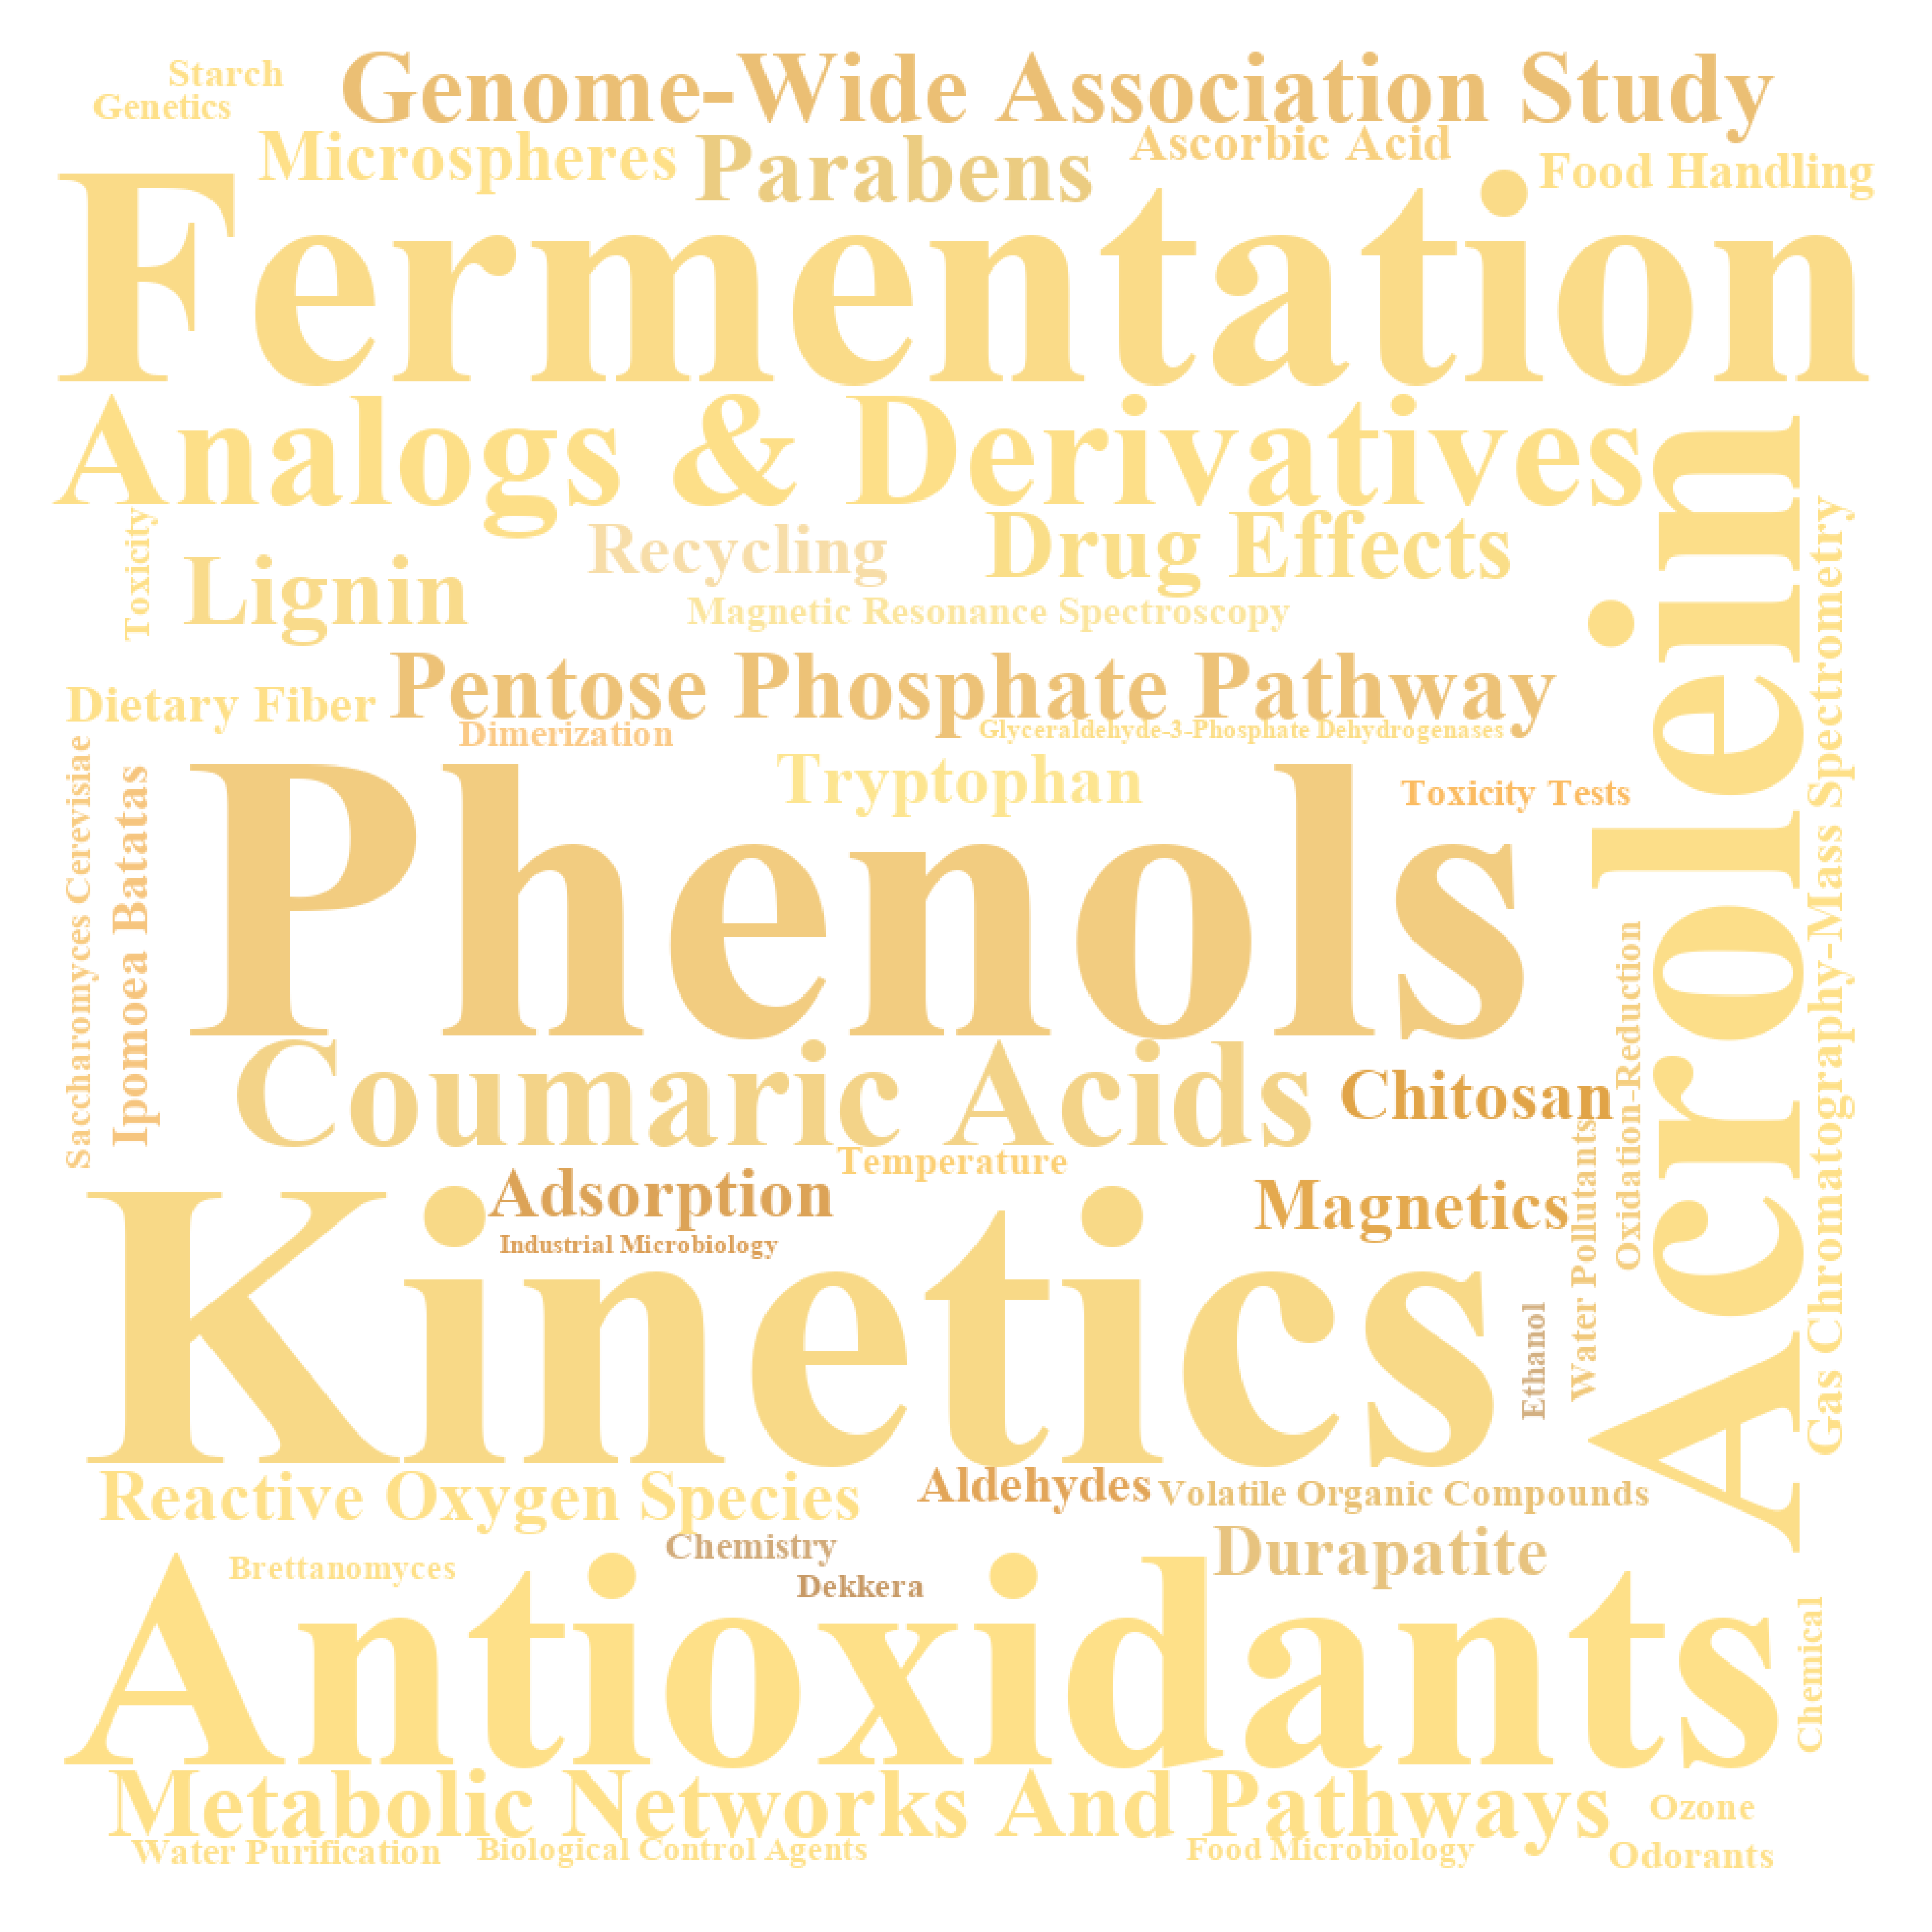 Starch
Genetics
Genome-Wide Association Study
Microspheres
Parabens
Ascorbic Acid
Food Handling
Fermentation
Analogs & Derivatives
Toxicity
Lignin
Recycling
Drug Effects
Magnetic Resonance Spectroscopy
Acrolein
Gas Chromatography-Mass Spectrometry
Dietary Fiber
Pentose Phosphate Pathway
Dimerization
Glyceraldehyde-3-Phosphate Dehydrogenases
Tryptophan
Toxicity Tests
Saccharomyces Cerevisiae
Ipomoea Batatas
Phenols
Oxidation-Reduction
Coumaric Acids
Chitosan
Temperature
Adsorption
Magnetics
Water Pollutants
Industrial Microbiology
Kinetics
Ethanol
Reactive Oxygen Species
Aldehydes
Volatile Organic Compounds
Chemistry
Durapatite
Brettanomyces
Dekkera
Antioxidants
Chemical
Metabolic Networks And Pathways
Ozone
Water Purification
Biological Control Agents
Food Microbiology
Odorants